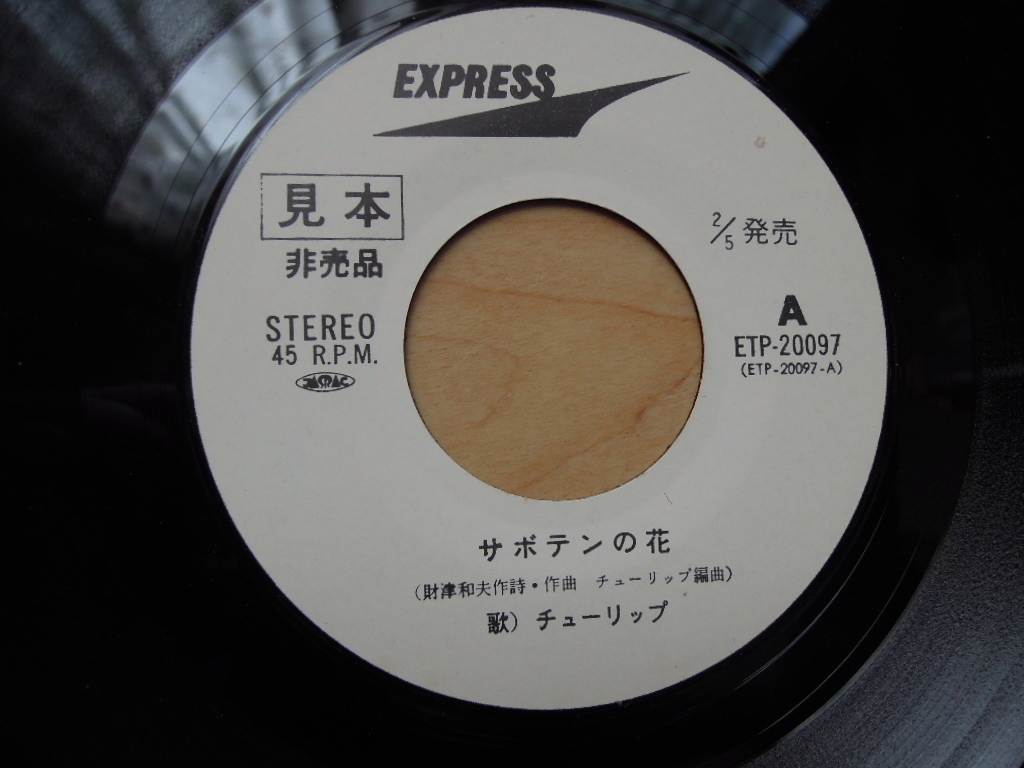 EXPRESS
見本
非売品
STEREO
45 R.P.M.
JASRAC
2/5 発売
A
ETP-20097
(ETP-20097-A)
サボテンの花
(財津和夫作詩・作曲 チューリップ編曲)
歌) チューリップ